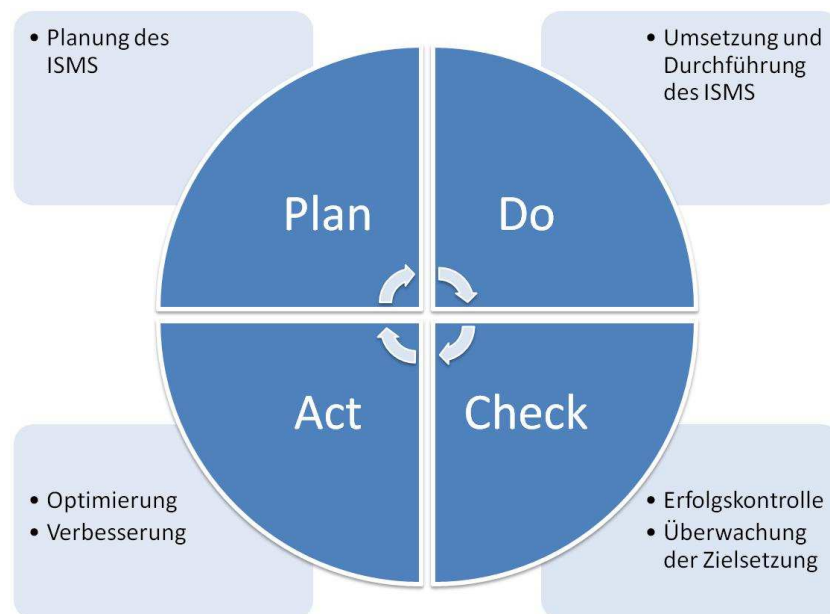 • Planung des
ISMS
• Umsetzung und
Durchführung
des ISMS
Plan
Do
Act
Check
• Optimierung
• Verbesserung
• Erfolgskontrolle
• Überwachung
der Zielsetzung